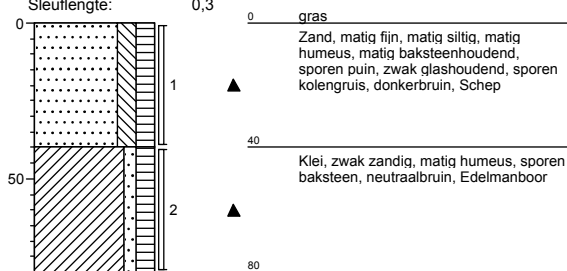 Sleuflengte: 0,3
0
1
50
2
0 gras
Zand, matig fijn, matig siltig, matig
humeus, matig baksteenhoudend,
sporen puin, zwak glashoudend, sporen
kolengruis, donkerbruin, Schep
40
Klei, zwak zandig, matig humeus, sporen
baksteen, neutraalbruin, Edelmanboor
80